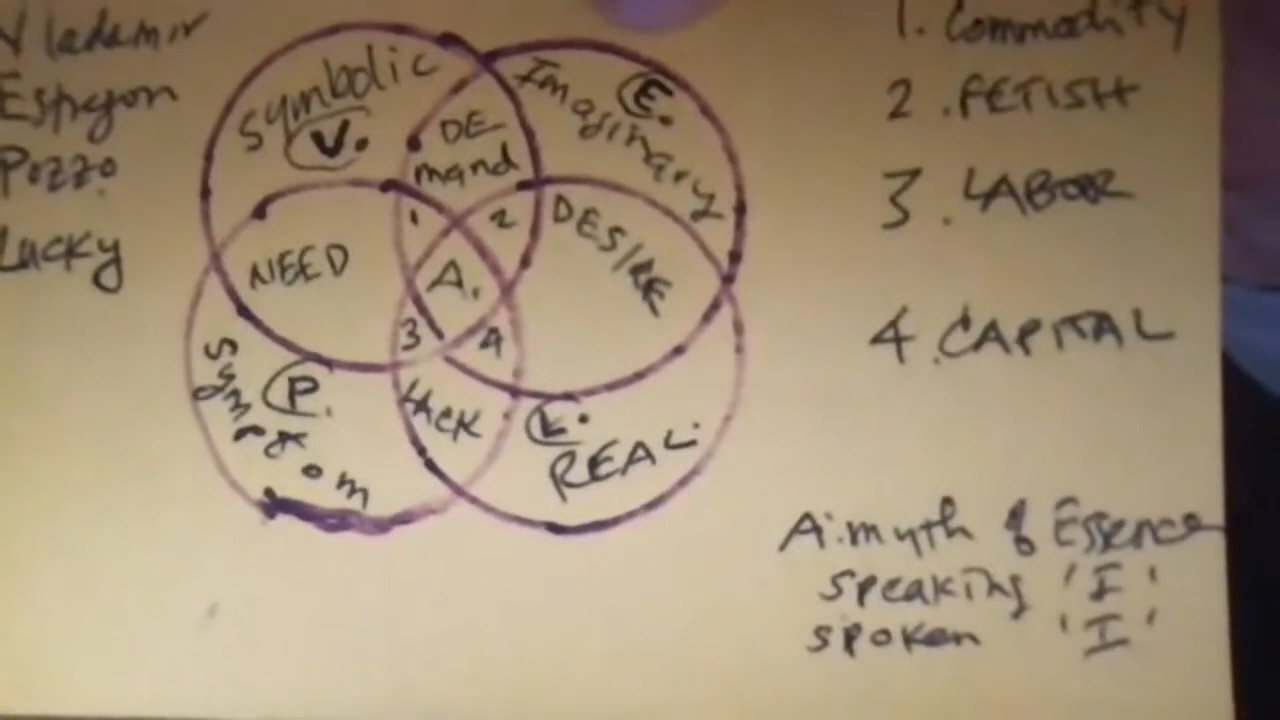 Vladamir
Estragon
Pozzo
Lucky
Symbolic
V.
DE
mand
Imaginary
E.
1
2
DESIRE
NEED
A.
3
4
Symptom
P.
LACK
L.
REAL
1. Commodity
2. FETISH
3. LABOR
4. CAPITAL
A: myth of Essence
speaking 'I'
spoken 'I'